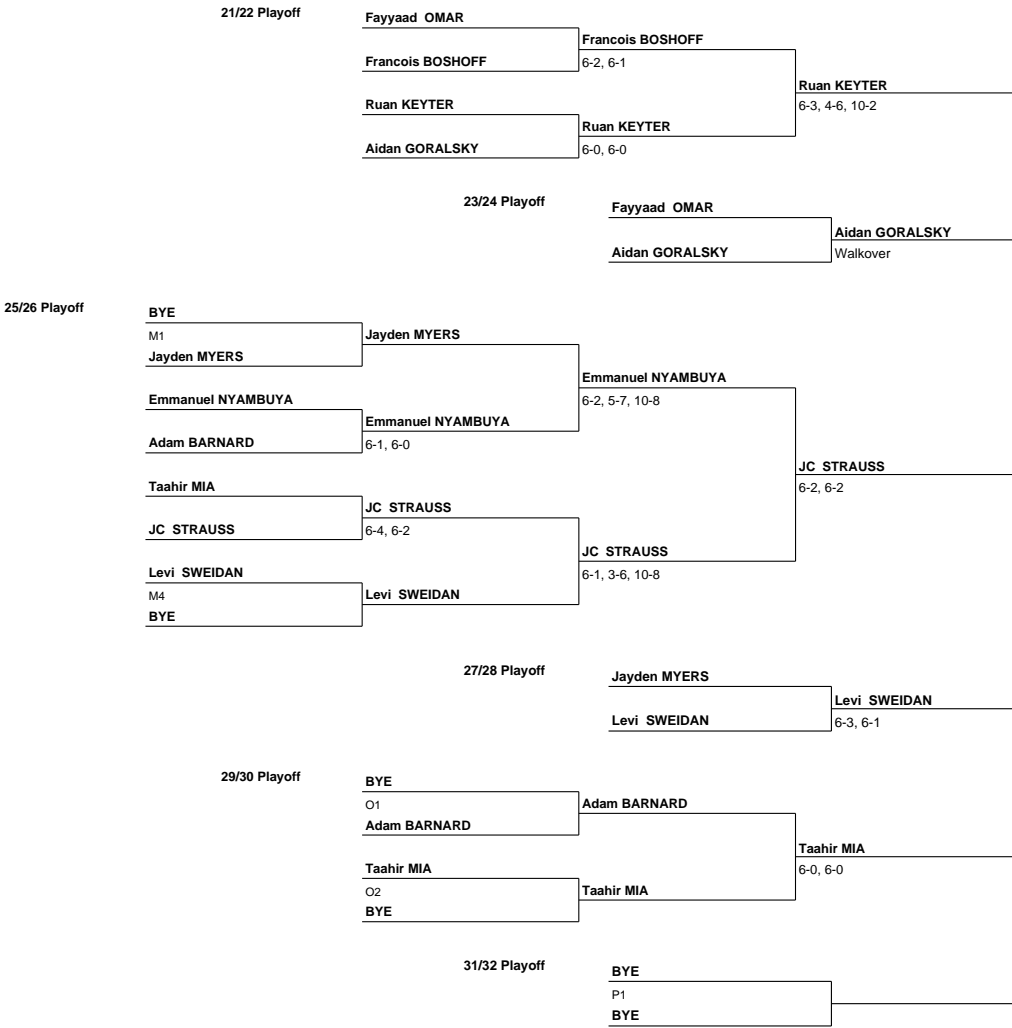 21/22 Playoff
Fayyaad OMAR
Francois BOSHOFF
Francois BOSHOFF
6-2, 6-1
Ruan KEYTER
6-3, 4-6, 10-2
Ruan KEYTER
Ruan KEYTER
Aidan GORALSKY
6-0, 6-0
23/24 Playoff
Fayyaad OMAR
Aidan GORALSKY
Aidan GORALSKY
Walkover
25/26 Playoff
BYE
M1
Jayden MYERS
Jayden MYERS
Emmanuel NYAMBUYA
6-2, 5-7, 10-8
Emmanuel NYAMBUYA
Emmanuel NYAMBUYA
Adam BARNARD
6-1, 6-0
JC STRAUSS
6-2, 6-2
Taahir MIA
JC STRAUSS
JC STRAUSS
6-4, 6-2
JC STRAUSS
6-1, 3-6, 10-8
Levi SWEIDAN
M4
Levi SWEIDAN
BYE
27/28 Playoff
Jayden MYERS
Levi SWEIDAN
Levi SWEIDAN
6-3, 6-1
29/30 Playoff
BYE
O1
Adam BARNARD
Adam BARNARD
Taahir MIA
6-0, 6-0
Taahir MIA
O2
Taahir MIA
BYE
31/32 Playoff
BYE
P1
BYE